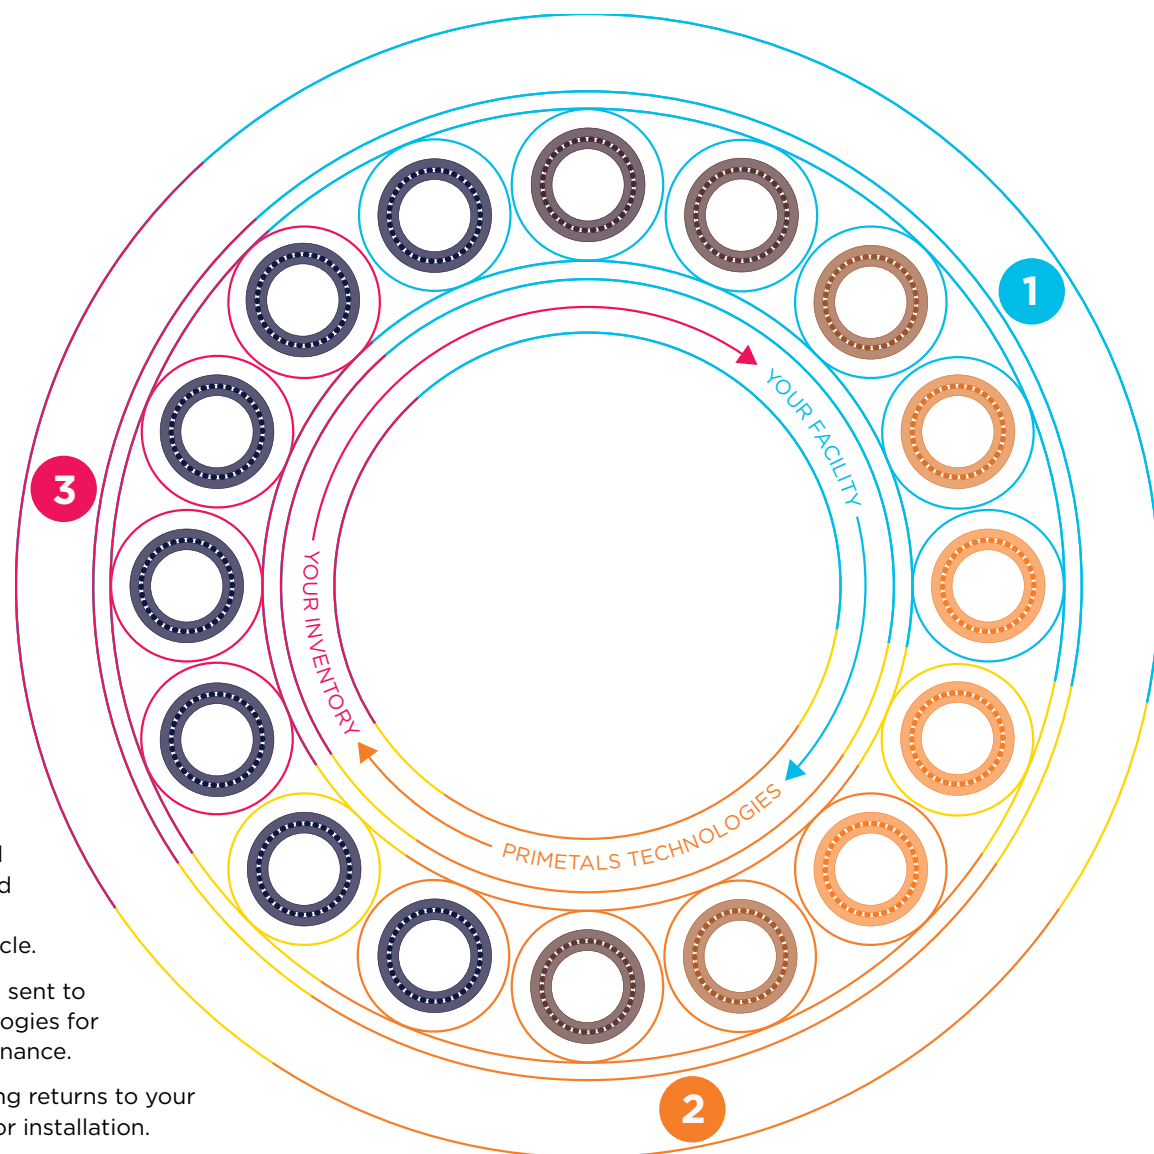 1
YOUR FACILITY
3
YOUR INVENTORY
PRIMETALS TECHNOLOGIES
cle.
sent to
ogies for
nance.
ng returns to your
or installation.
2